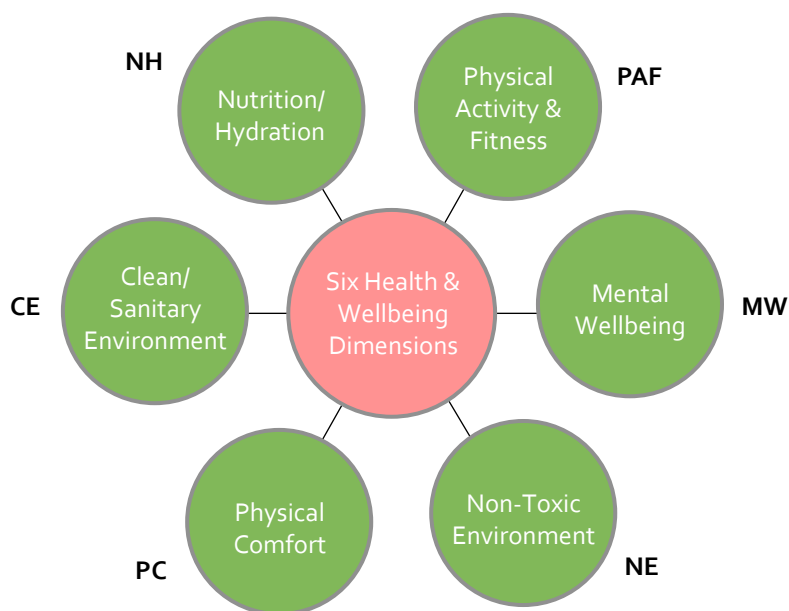 NH
Nutrition/
Hydration
Physical
Activity &
Fitness
PAF
CE
Clean/
Sanitary
Environment
Six Health &
Wellbeing
Dimensions
Mental
Wellbeing
MW
Physical
Comfort
PC
Non-Toxic
Environment
NE